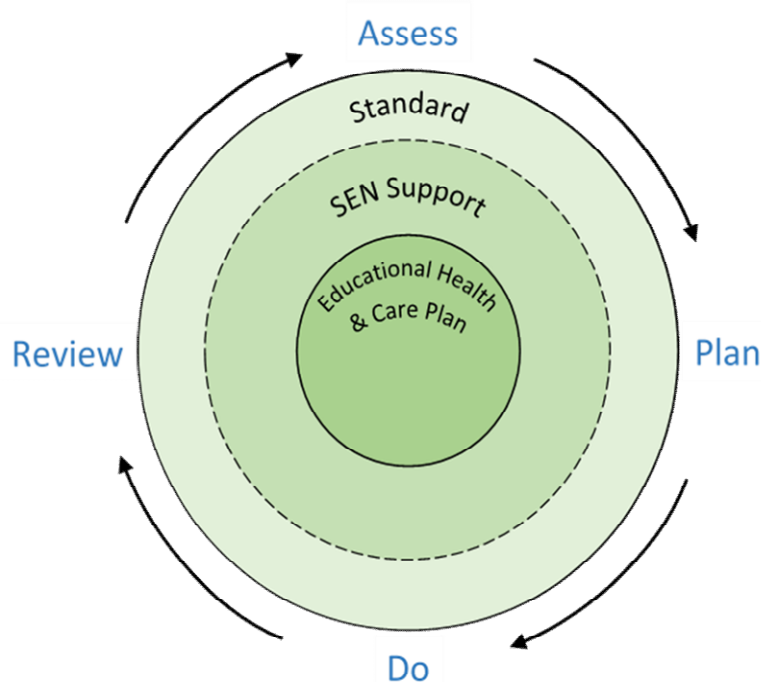 Assess
Standard
SEN Support
Educational Health
& Care Plan
Review
Plan
Do